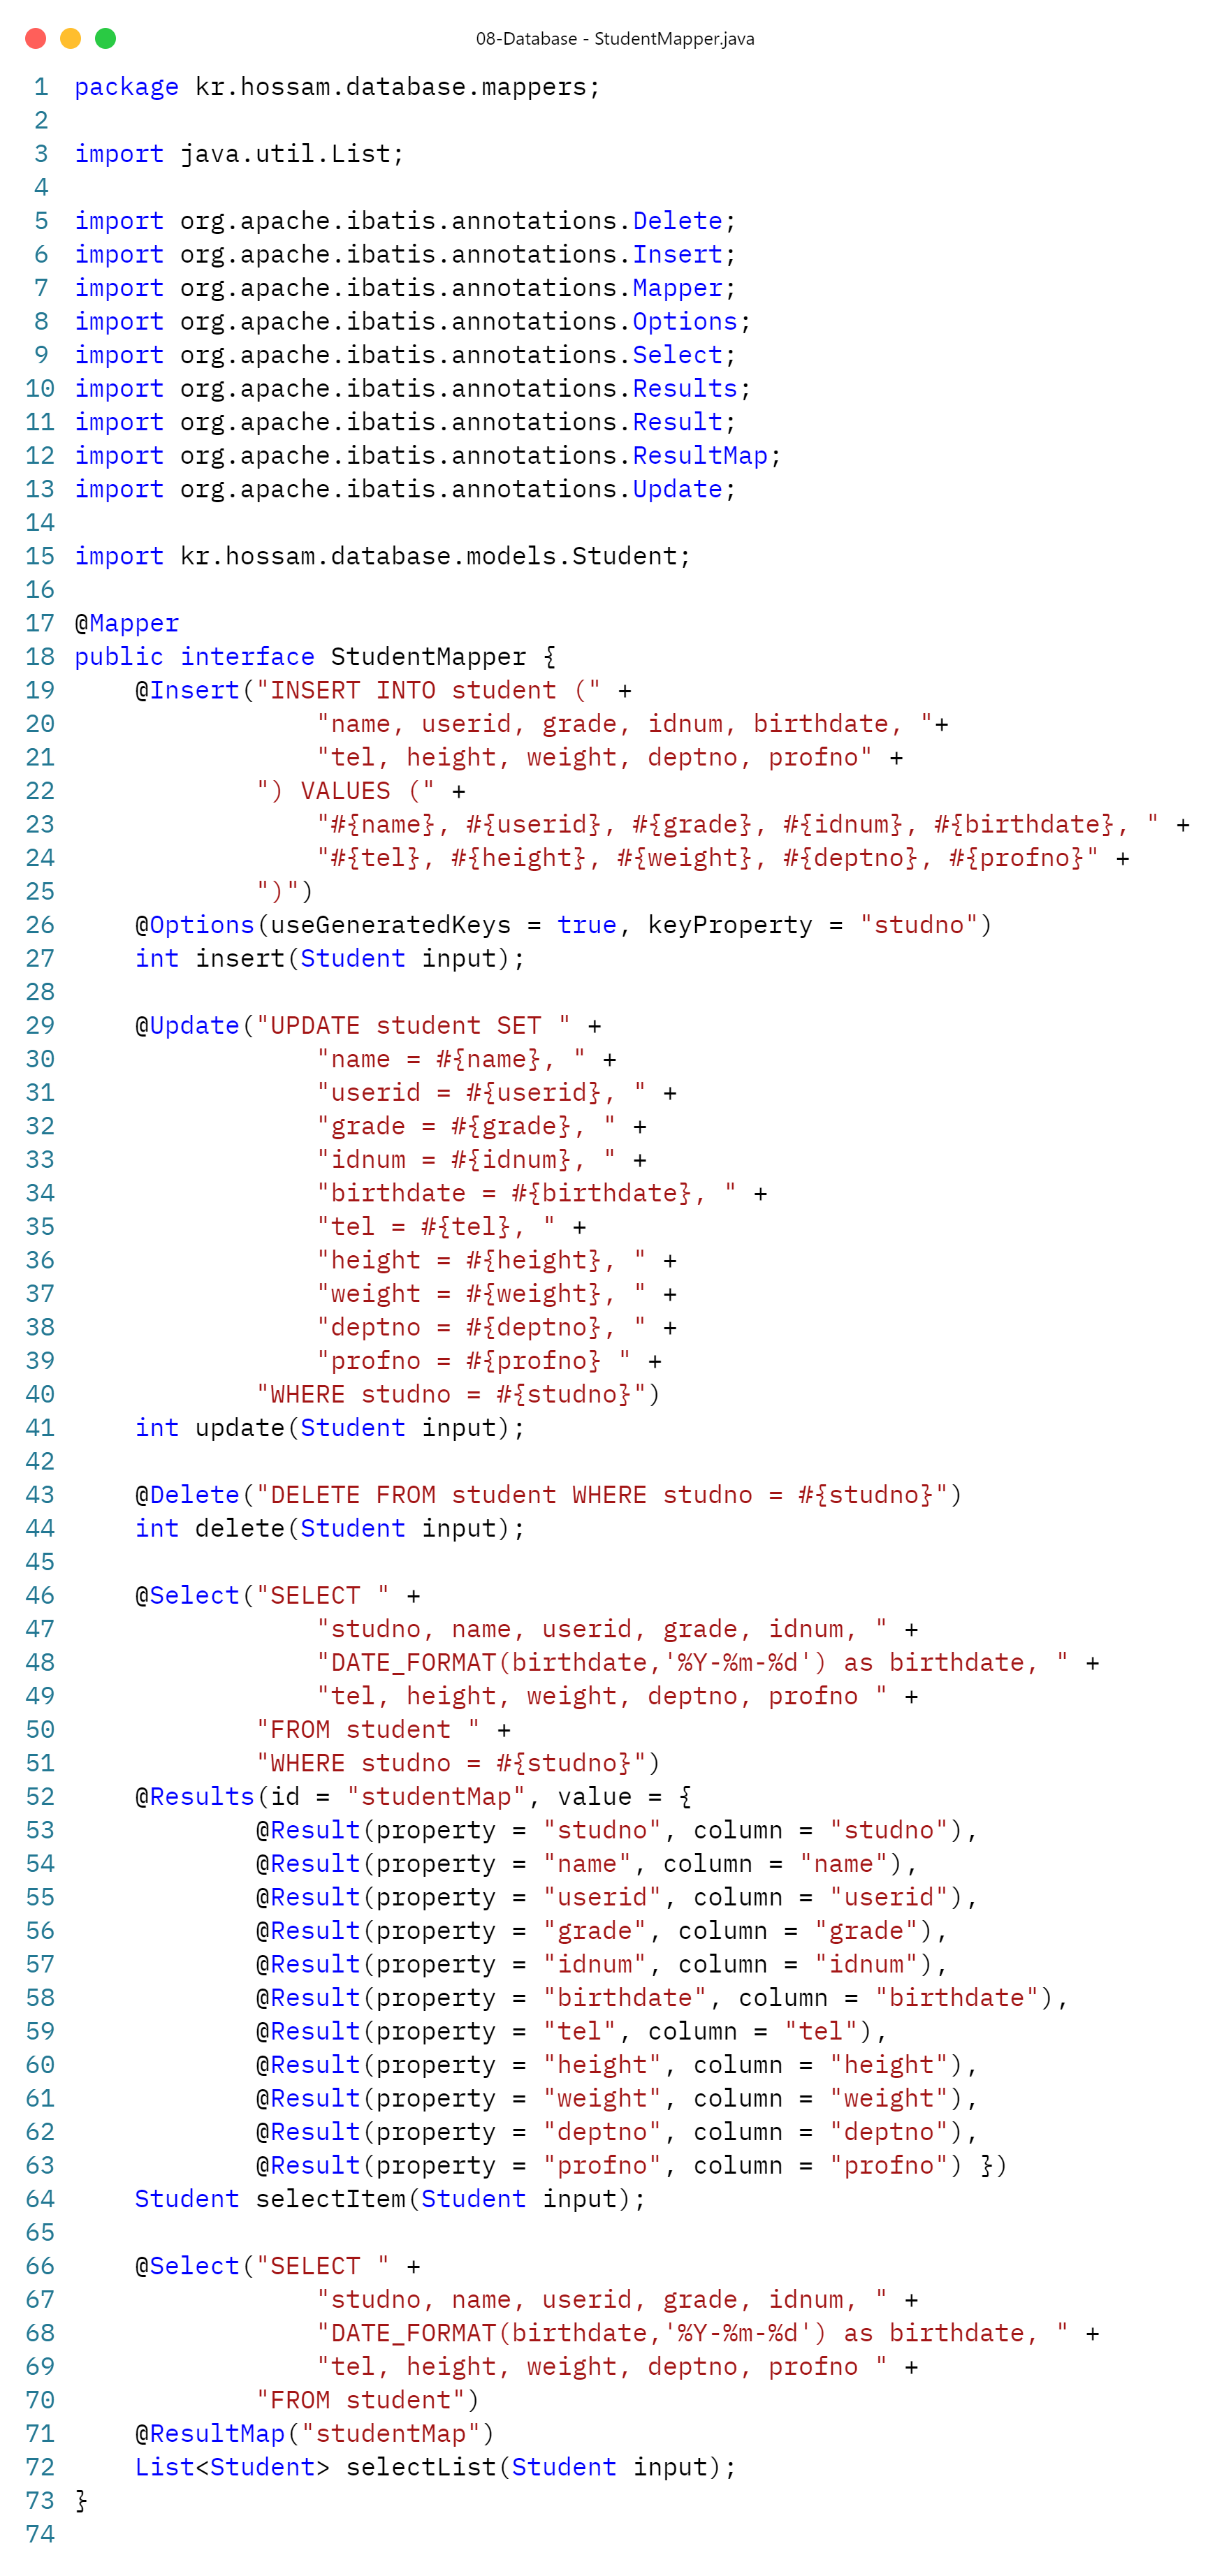 08-Database - StudentMapper.java
1 package kr.hossam.database.mappers;
2
3 import java.util.List;
4
5 import org.apache.ibatis.annotations.Delete;
6 import org.apache.ibatis.annotations.Insert;
7 import org.apache.ibatis.annotations.Mapper;
8 import org.apache.ibatis.annotations.Options;
9 import org.apache.ibatis.annotations.Select;
10 import org.apache.ibatis.annotations.Results;
11 import org.apache.ibatis.annotations.Result;
12 import org.apache.ibatis.annotations.ResultMap;
13 import org.apache.ibatis.annotations.Update;
14
15 import kr.hossam.database.models.Student;
16
17 @Mapper
18 public interface StudentMapper {
19     @Insert("INSERT INTO student (" +
20                 "name, userid, grade, idnum, birthdate, "+
21                 "tel, height, weight, deptno, profno" +
22             ") VALUES (" +
23                 "#{name}, #{userid}, #{grade}, #{idnum}, #{birthdate}, " +
24                 "#{tel}, #{height}, #{weight}, #{deptno}, #{profno}" +
25             ")")
26     @Options(useGeneratedKeys = true, keyProperty = "studno")
27     int insert(Student input);
28
29     @Update("UPDATE student SET " +
30                 "name = #{name}, " +
31                 "userid = #{userid}, " +
32                 "grade = #{grade}, " +
33                 "idnum = #{idnum}, " +
34                 "birthdate = #{birthdate}, " +
35                 "tel = #{tel}, " +
36                 "height = #{height}, " +
37                 "weight = #{weight}, " +
38                 "deptno = #{deptno}, " +
39                 "profno = #{profno} " +
40             "WHERE studno = #{studno}")
41     int update(Student input);
42
43     @Delete("DELETE FROM student WHERE studno = #{studno}")
44     int delete(Student input);
45
46     @Select("SELECT " +
47                 "studno, name, userid, grade, idnum, " +
48                 "DATE_FORMAT(birthdate,'%Y-%m-%d') as birthdate, " +
49                 "tel, height, weight, deptno, profno " +
50             "FROM student " +
51             "WHERE studno = #{studno}")
52     @Results(id = "studentMap", value = {
53             @Result(property = "studno", column = "studno"),
54             @Result(property = "name", column = "name"),
55             @Result(property = "userid", column = "userid"),
56             @Result(property = "grade", column = "grade"),
57             @Result(property = "idnum", column = "idnum"),
58             @Result(property = "birthdate", column = "birthdate"),
59             @Result(property = "tel", column = "tel"),
60             @Result(property = "height", column = "height"),
61             @Result(property = "weight", column = "weight"),
62             @Result(property = "deptno", column = "deptno"),
63             @Result(property = "profno", column = "profno") })
64     Student selectItem(Student input);
65
66     @Select("SELECT " +
67                 "studno, name, userid, grade, idnum, " +
68                 "DATE_FORMAT(birthdate,'%Y-%m-%d') as birthdate, " +
69                 "tel, height, weight, deptno, profno " +
70             "FROM student")
71     @ResultMap("studentMap")
72     List<Student> selectList(Student input);
73 }
74